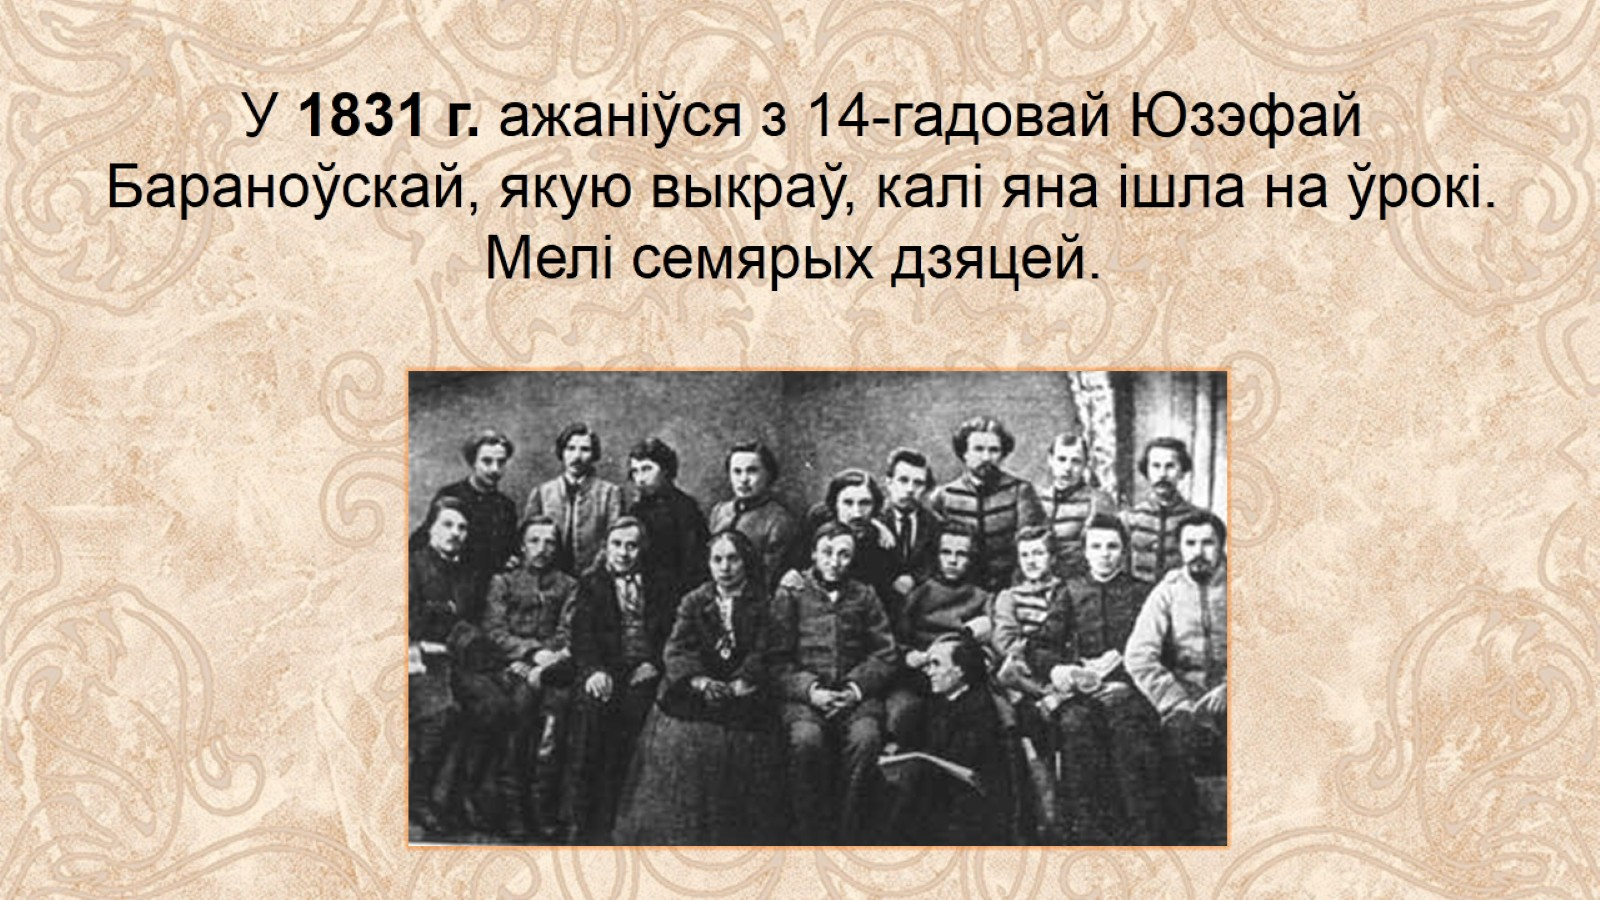 У 1831 г. ажаніўся з 14-гадовай Юзэфай
Бараноўскай, якую выкраў, калі яна ішла на ўрокі.
Мелі семярых дзяцей.